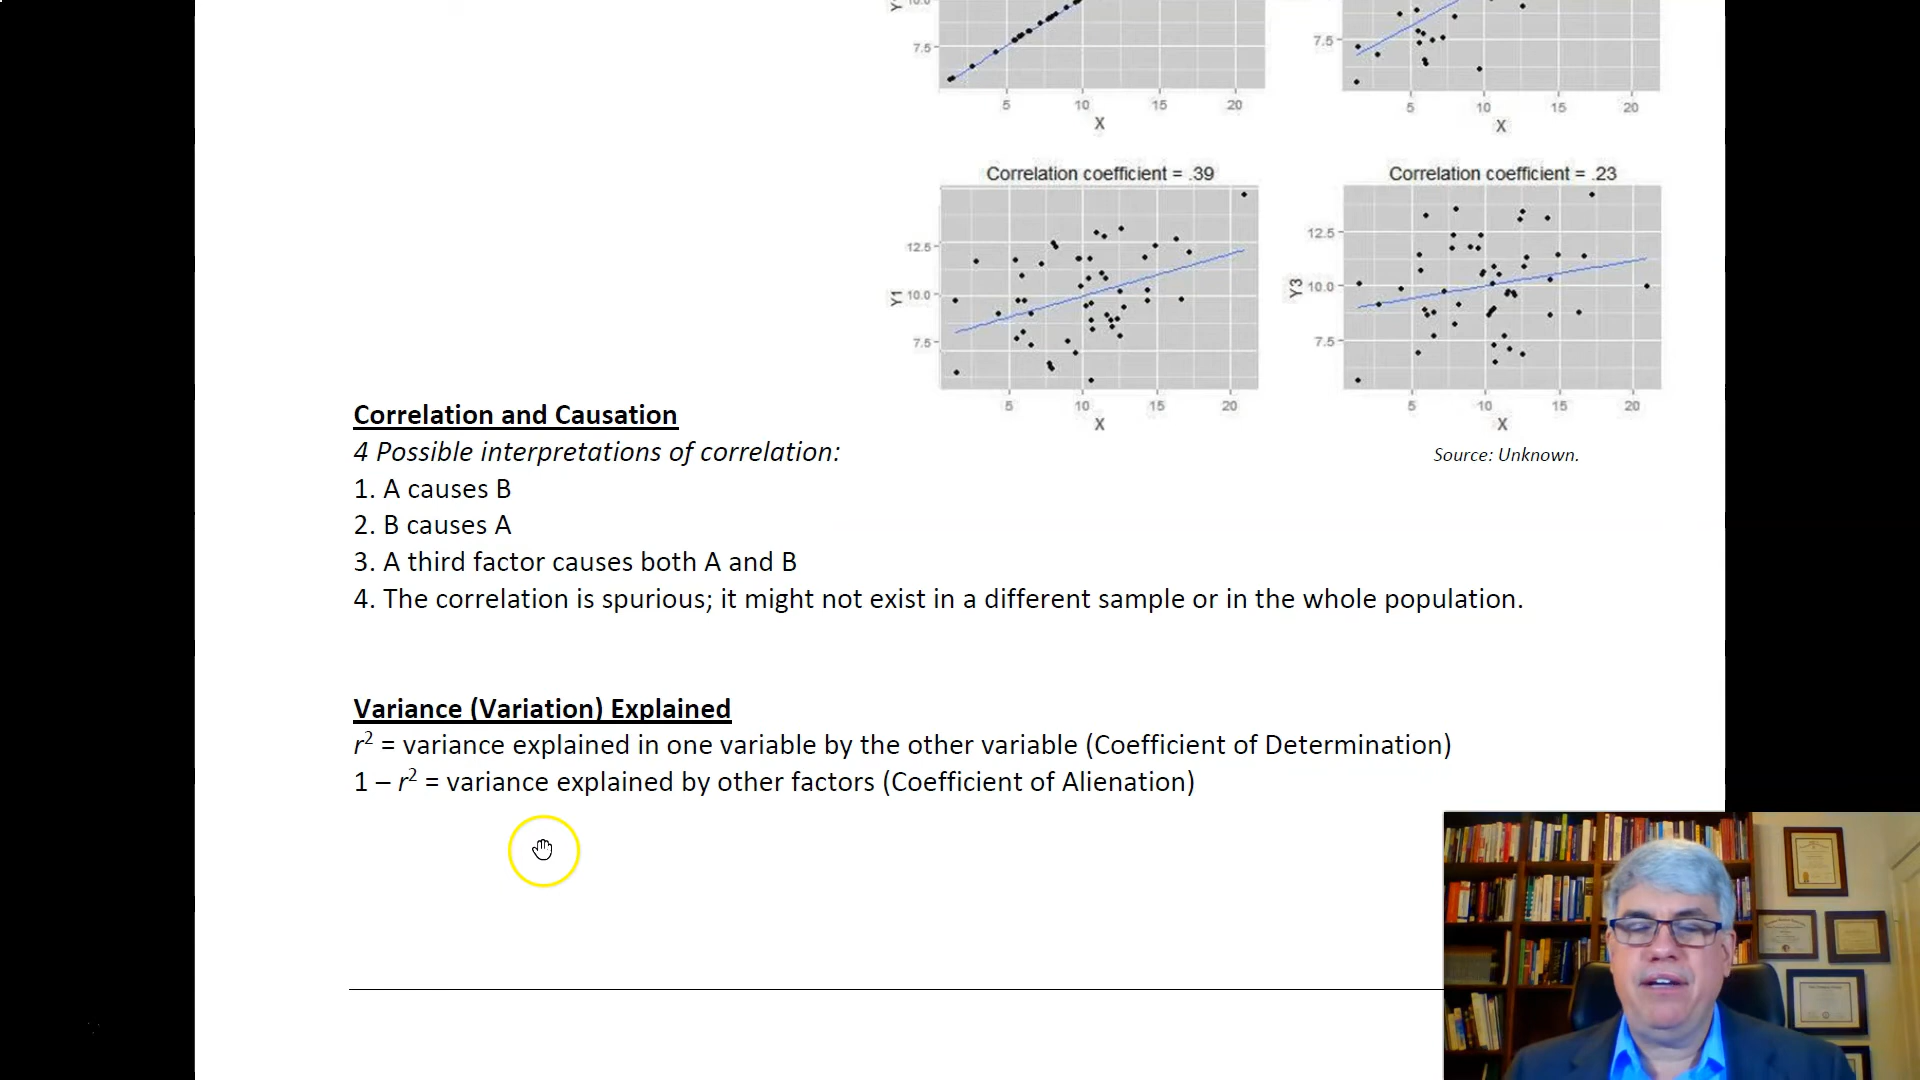 7.5
5 10 15 20
X
7.5
5 10 15 20
X
Correlation coefficient = .39
12.5
10.0
7.5
Y1
5 10 15 20
X
Correlation coefficient = .23
12.5
10.0
7.5
Y3
5 10 15 20
X
Source: Unknown.
Correlation and Causation
4 Possible interpretations of correlation:
1. A causes B
2. B causes A
3. A third factor causes both A and B
4. The correlation is spurious; it might not exist in a different sample or in the whole population.
Variance (Variation) Explained
r² = variance explained in one variable by the other variable (Coefficient of Determination)
1 – r² = variance explained by other factors (Coefficient of Alienation)